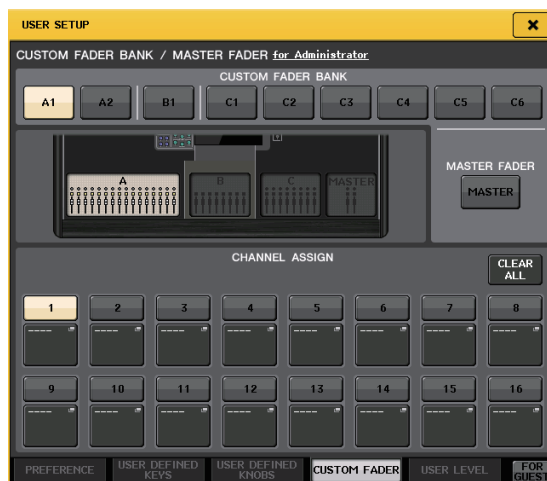 USER SETUP
CUSTOM FADER BANK / MASTER FADER for Administrator
CUSTOM FADER BANK
A1 A2 B1 C1 C2 C3 C4 C5 C6
A B C MASTER
MASTER FADER
MASTER
CHANNEL ASSIGN
CLEAR
ALL
1 2 3 4 5 6 7 8
---- ---- ---- ---- ---- ---- ---- ----
9 10 11 12 13 14 15 16
---- ---- ---- ---- ---- ---- ---- ----
PREFERENCE USER DEFINED KEYS USER DEFINED KNOBS CUSTOM FADER USER LEVEL FOR GUEST